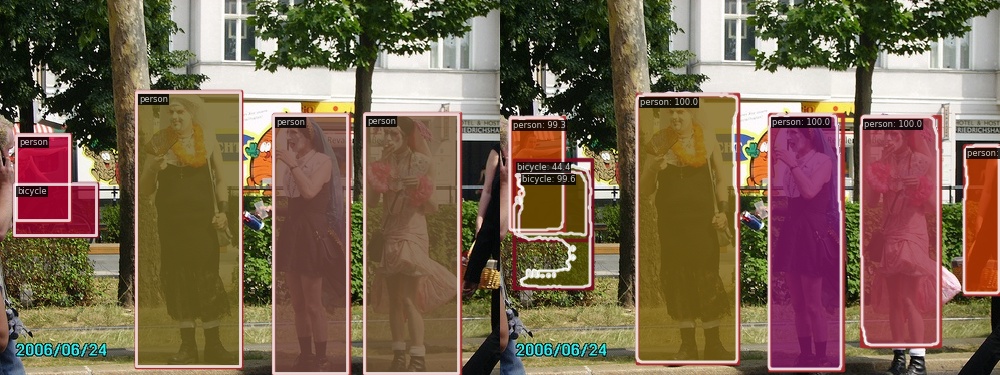 person
person
person
person
bicycle
FRIEDRICHSHA
2006/06/24
person: 99.3
bicycle: 44.4
bicycle: 99.6
person: 100.0
person: 100.0
person: 100.0
person:
FRIEDRICHSHA
2006/06/24